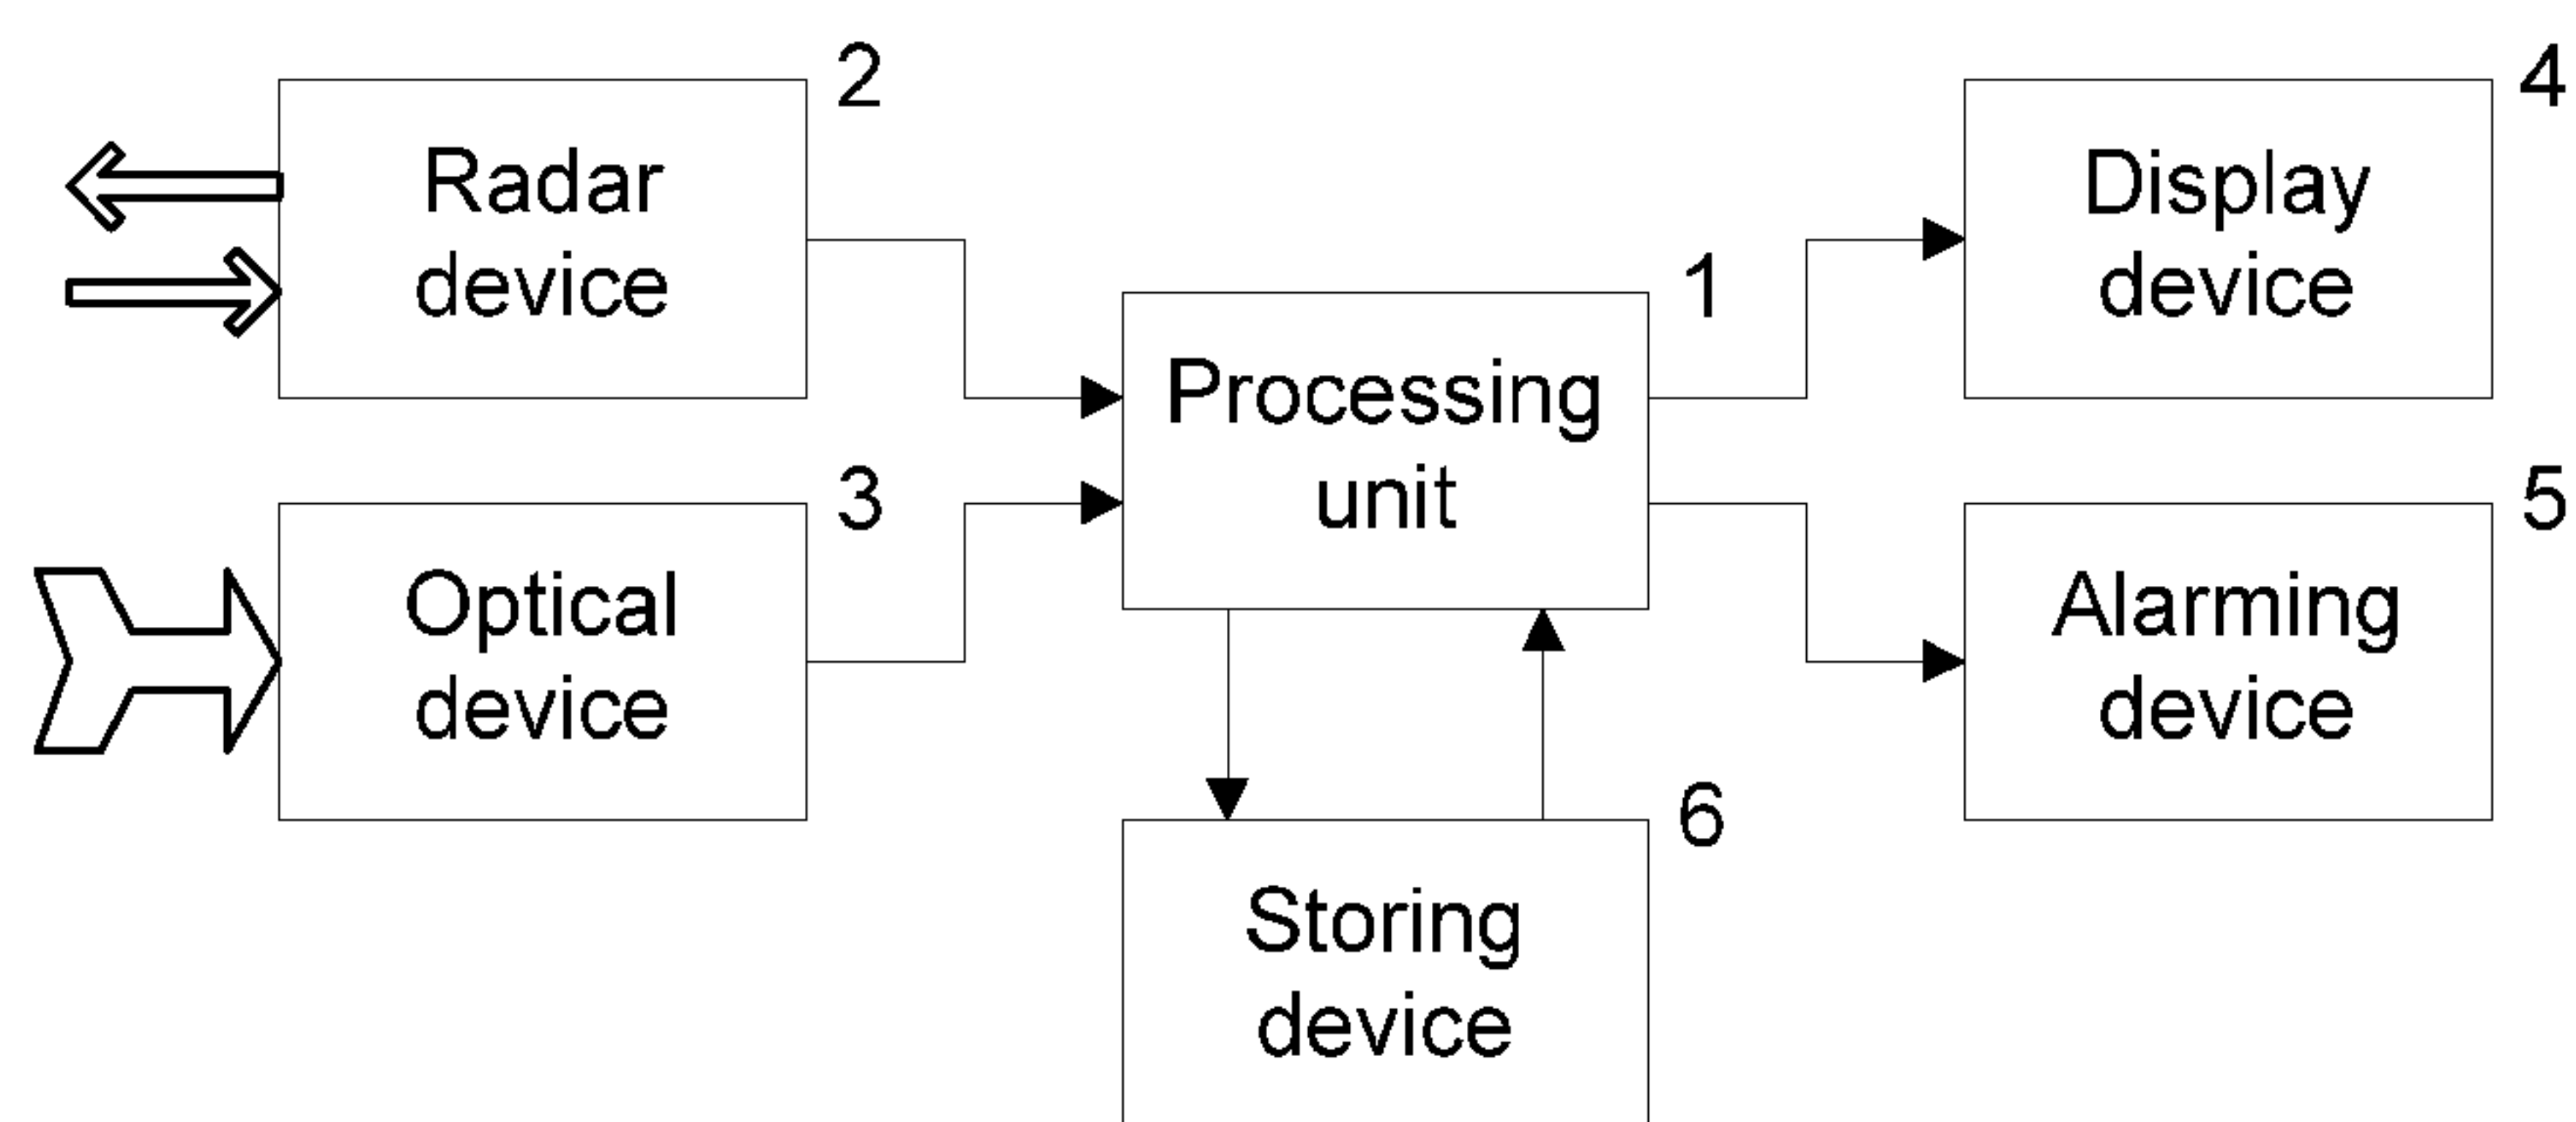 2
Radar
device
4
Display
device
1
Processing
unit
3
Optical
device
5
Alarming
device
6
Storing
device